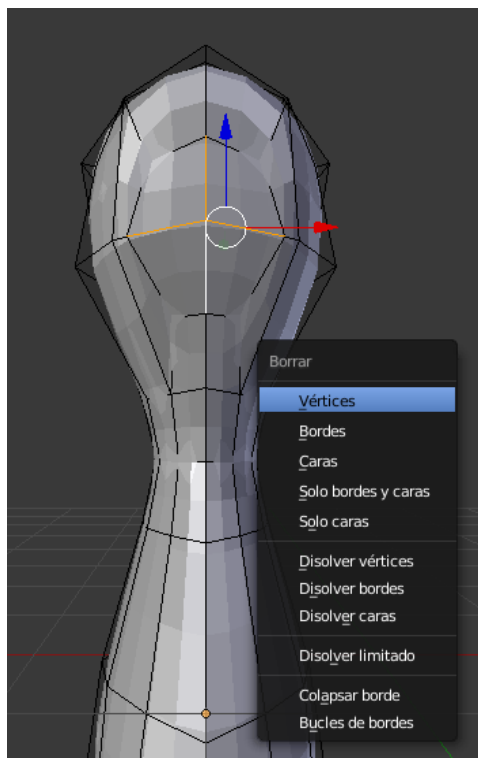 Borrar
Vértices
Bordes
Caras
Solo bordes y caras
Solo caras
Disolver vértices
Disolver bordes
Disolver caras
Disolver limitado
Colapsar borde
Bucles de bordes